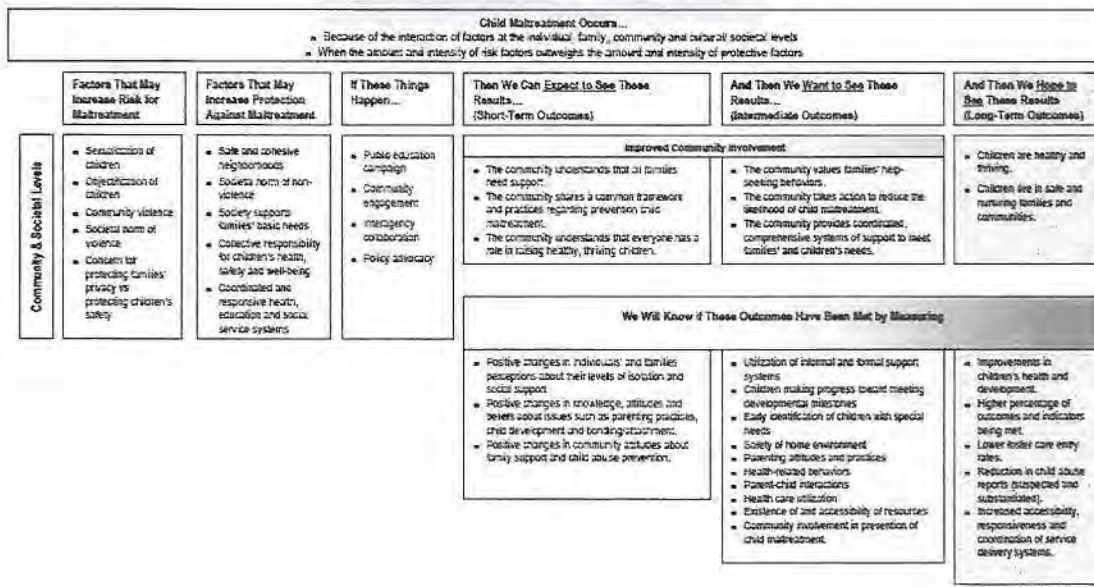 Child Maltreatment Occurs...
Because of the interaction of factors at the individual, family, community and cultural/ societal levels
When the amount and intensity of risk factors outweighs the amount and intensity of protective factors
Factors That May
Increase Risk for
Maltreatment
Factors That May
Increase Protection
Against Maltreatment
If These Things
Happen...
Then We Can Expect to See These
Results...
(Short-Term Outcomes)
And Then We Want to See These
Results...
(Intermediate Outcomes)
And Then We Hope to
See These Results
(Long-Term Outcomes)
Community & Societal Levels
Sexualization of
children
Objectification of
children
Community violence
Societal norm of
violence
Concern for
protecting families'
privacy vs
protecting children's
safety
Safe and cohesive
neighborhoods
Societal norm of non-
violence
Society supports
families' basic needs
Collective responsibility
for children's health,
safety and well-being
Coordinated and
responsive health,
education and social
service systems
Public education
campaign
Community
engagement
Interagency
collaboration
Policy advocacy
Improved Community Involvement
The community understands that all families
need support.
The community shares a common framework
and practices regarding prevention child
maltreatment.
The community understands that everyone has a
role in raising healthy, thriving children.
The community values families' help-
seeking behaviors.
The community takes action to reduce the
likelihood of child maltreatment.
The community provides coordinated,
comprehensive systems of support to meet
families' and children's needs.
Children are healthy and
thriving.
Children live in safe and
nurturing families and
communities.
We Will Know if These Outcomes Have Been Met by Measuring
Positive changes in individuals' and families
perceptions about their levels of isolation and
social support
Positive changes in knowledge, attitudes and
beliefs about issues such as parenting practices,
child development and bonding/attachment.
Positive changes in community attitudes about
family support and child abuse prevention.
Utilization of informal and formal support
systems
Children making progress toward meeting
developmental milestones
Early identification of children with special
needs
Safety of home environment
Parenting attitudes and practices
Health-related behaviors
Parent-child interactions
Health care utilization
Existence of and accessibility of resources
Community involvement in prevention of
child maltreatment.
Improvements in
children's health and
development.
Higher percentage of
outcomes and indicators
being met.
Lower foster care entry
rates.
Reduction in child abuse
reports (suspected and
substantiated).
Increased accessibility,
responsiveness and
coordination of service
delivery systems.